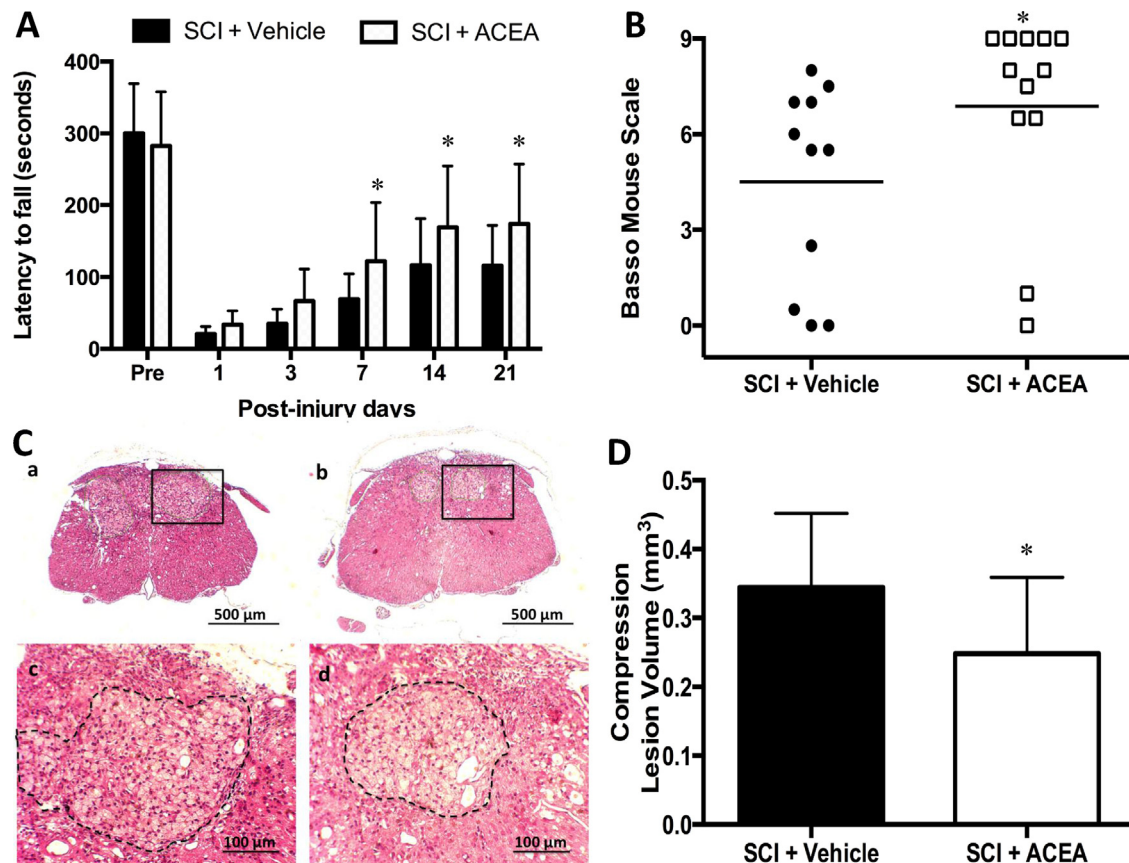 A
SCI + Vehicle
SCI + ACEA
Latency to fall (seconds)
400
300
200
100
0
*
*
*
Pre 1 3 7 14 21
Post-injury days
B
Basso Mouse Scale
9
6
3
0
*
SCI + Vehicle SCI + ACEA
C
a
b
500 µm
500 µm
c
d
100 µm
100 µm
D
Compression
Lesion Volume (mm³)
0.5
0.4
0.3
0.2
0.1
0.0
*
SCI + Vehicle SCI + ACEA